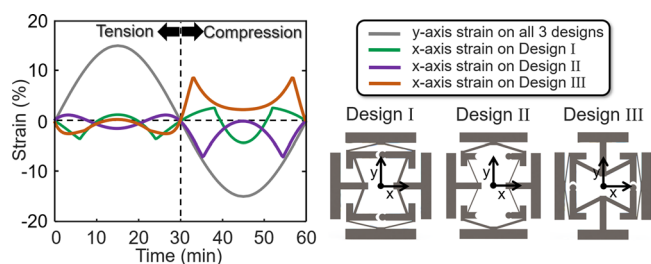 Tension
Compression
20
10
0
-10
-20
Strain (%)
0
10
20
30
40
50
60
Time (min)
y-axis strain on all 3 designs
x-axis strain on Design I
x-axis strain on Design II
x-axis strain on Design III
Design I
Design II
Design III
y
x
y
x
y
x